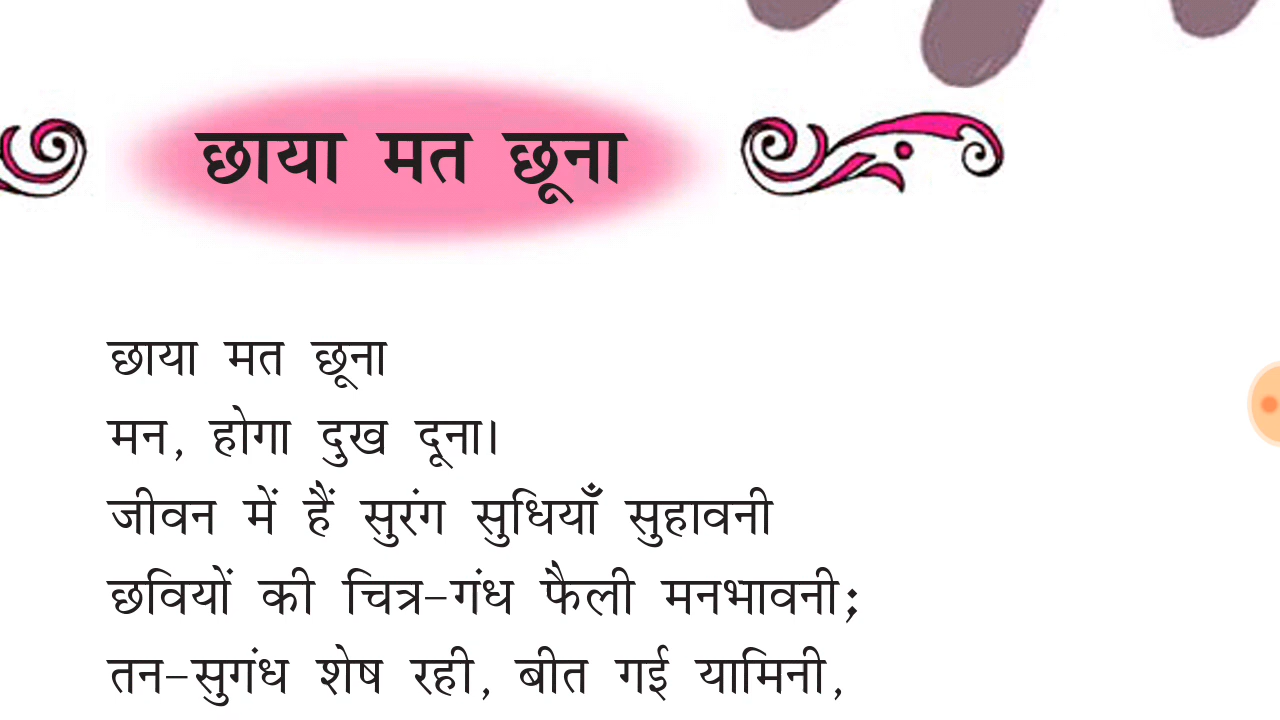 छाया मत छूना
छाया मत छूना
मन, होगा दुख दूना।
जीवन में हैं सुरंग सुधियाँ सुहावनी
छवियों की चित्र-गंध फैली मनभावनी;
तन-सुगंध शेष रही, बीत गई यामिनी,